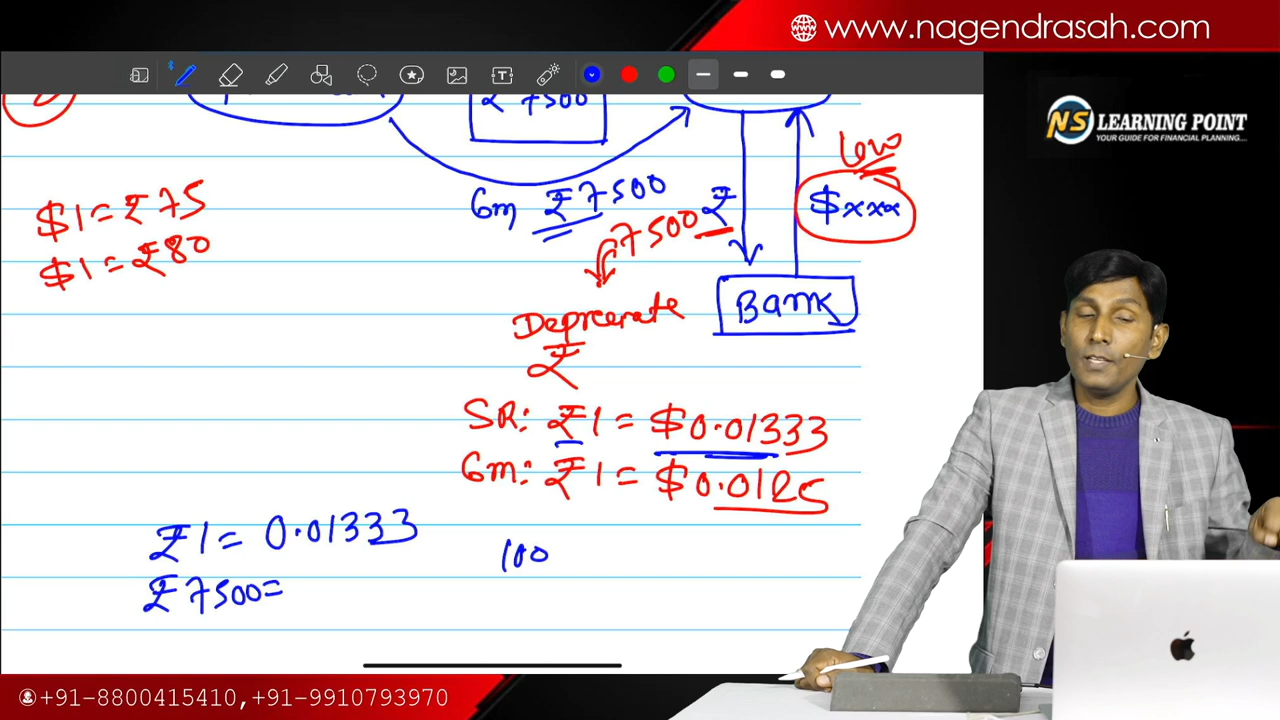 www.nagendrasah.com
NS LEARNING POINT
YOUR GUIDE FOR FINANCIAL PLANNING...
₹ 7500
low
$1 = ₹75
$1 = ₹80
6m ₹7500
7500 ₹
$xxx
Bank
Depreciate
₹
SR: ₹1 = $0.01333
6m: ₹1 = $0.0125
₹1 = 0.01333
100
₹7500=
+91-8800415410,+91-9910793970